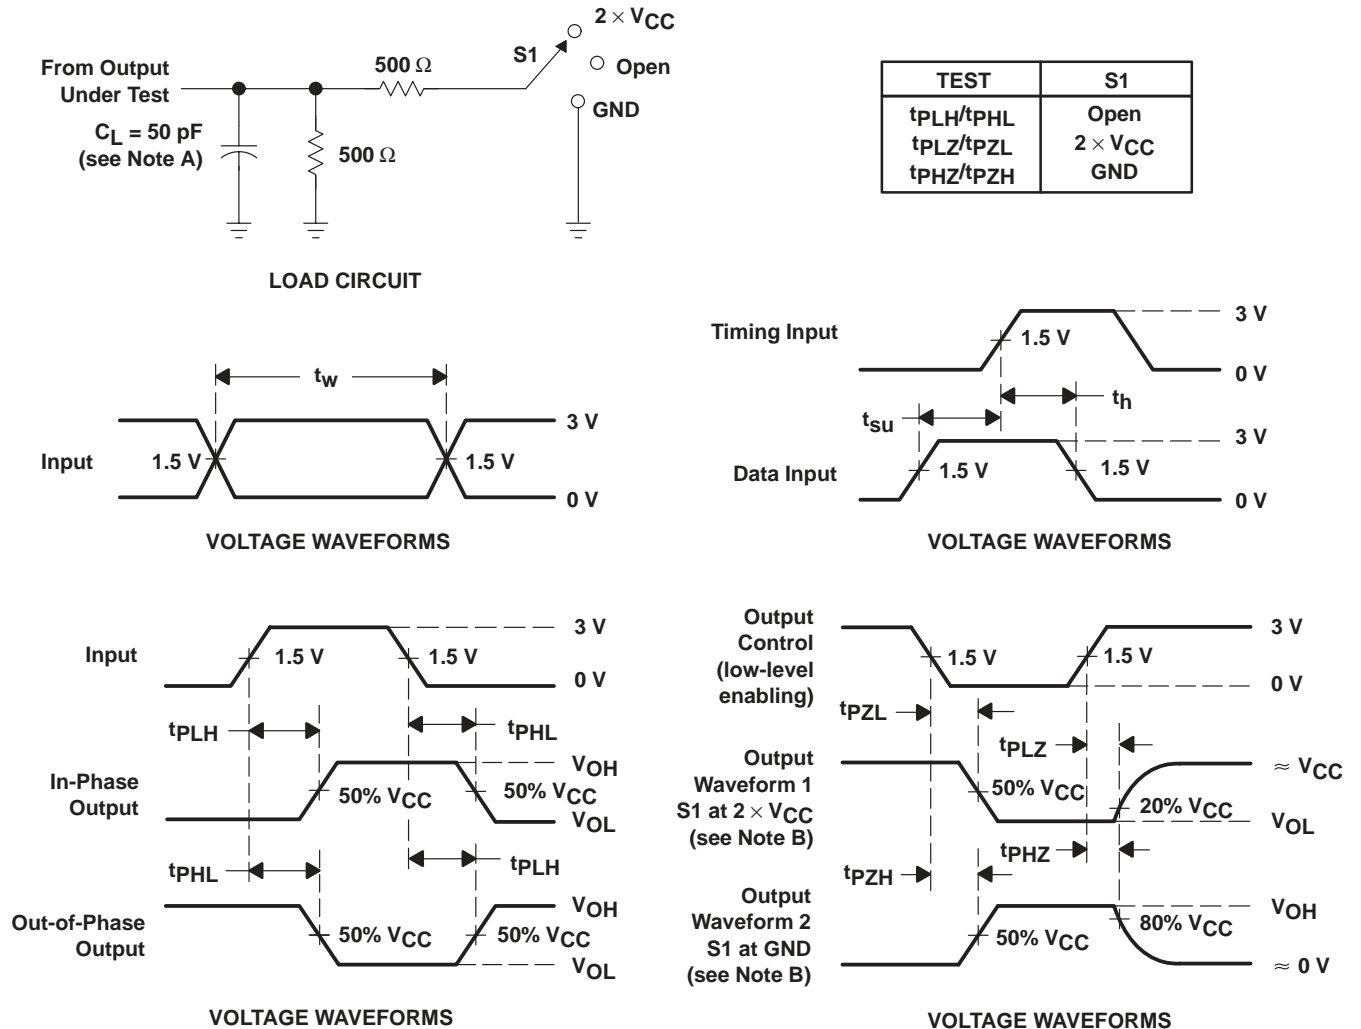 2 × VCC
S1
Open
GND
From Output
Under Test
500 Ω
CL = 50 pF
(see Note A)
500 Ω
LOAD CIRCUIT
TEST S1
tPLH/tPHL Open
tPLZ/tPZL 2 × VCC
tPHZ/tPZH GND
tw
Input
1.5 V
1.5 V
3 V
0 V
VOLTAGE WAVEFORMS
Timing Input
1.5 V
3 V
0 V
th
tsu
Data Input
1.5 V
1.5 V
3 V
0 V
VOLTAGE WAVEFORMS
Input
1.5 V
1.5 V
3 V
0 V
tPLH
tPHL
In-Phase
Output
50% VCC
50% VCC
VOH
VOL
tPHL
tPLH
Out-of-Phase
Output
50% VCC
50% VCC
VOH
VOL
VOLTAGE WAVEFORMS
Output
Control
(low-level
enabling)
1.5 V
1.5 V
3 V
0 V
tPZL
tPLZ
Output
Waveform 1
S1 at 2 × VCC
(see Note B)
50% VCC
20% VCC
≈ VCC
VOL
tPZH
tPHZ
Output
Waveform 2
S1 at GND
(see Note B)
50% VCC
80% VCC
VOH
≈ 0 V
VOLTAGE WAVEFORMS